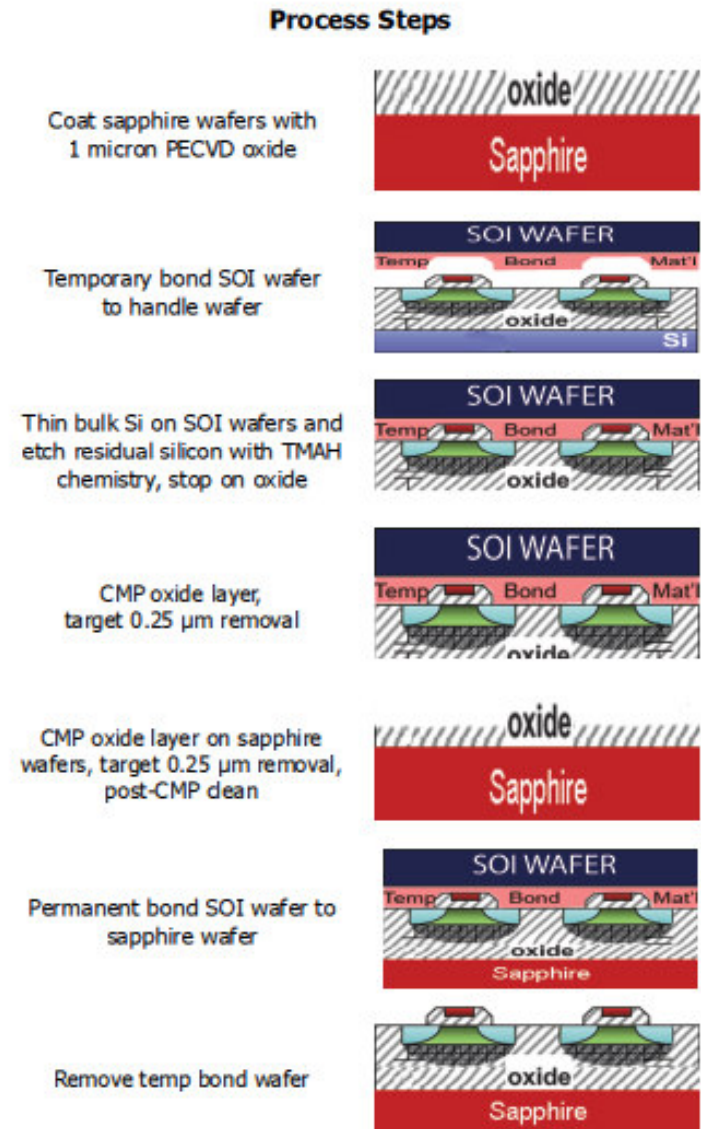 Process Steps
Coat sapphire wafers with
1 micron PECVD oxide
oxide
Sapphire
Temporary bond SOI wafer
to handle wafer
SOI WAFER
Temp Bond Mat'l
oxide
Si
Thin bulk Si on SOI wafers and
etch residual silicon with TMAH
chemistry, stop on oxide
SOI WAFER
Temp Bond Mat'l
oxide
CMP oxide layer,
target 0.25 μm removal
SOI WAFER
Temp Bond Mat'l
oxide
CMP oxide layer on sapphire
wafers, target 0.25 μm removal,
post-CMP clean
oxide
Sapphire
Permanent bond SOI wafer to
sapphire wafer
SOI WAFER
Temp Bond Mat'l
oxide
Sapphire
Remove temp bond wafer
oxide
Sapphire